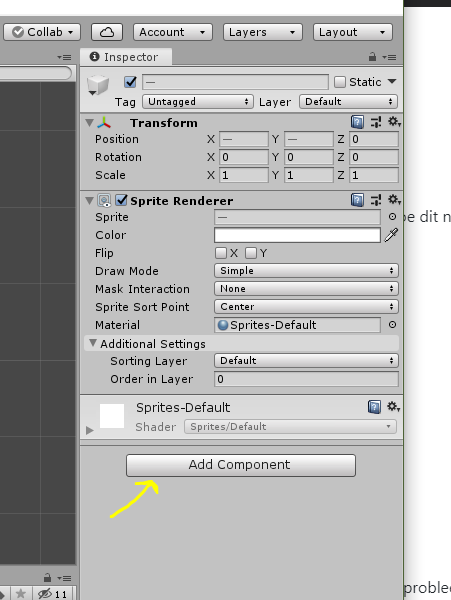 Collab Account Layers Layout
Inspector
— Static
Tag Untagged Layer Default
Transform
Position X — Y — Z 0
Rotation X 0 Y 0 Z 0
Scale X 1 Y 1 Z 1
Sprite Renderer
Sprite —
Color
Flip X Y
Draw Mode Simple
Mask Interaction None
Sprite Sort Point Center
Material Sprites-Default
Additional Settings
Sorting Layer Default
Order in Layer 0
Sprites-Default
Shader Sprites/Default
Add Component
11